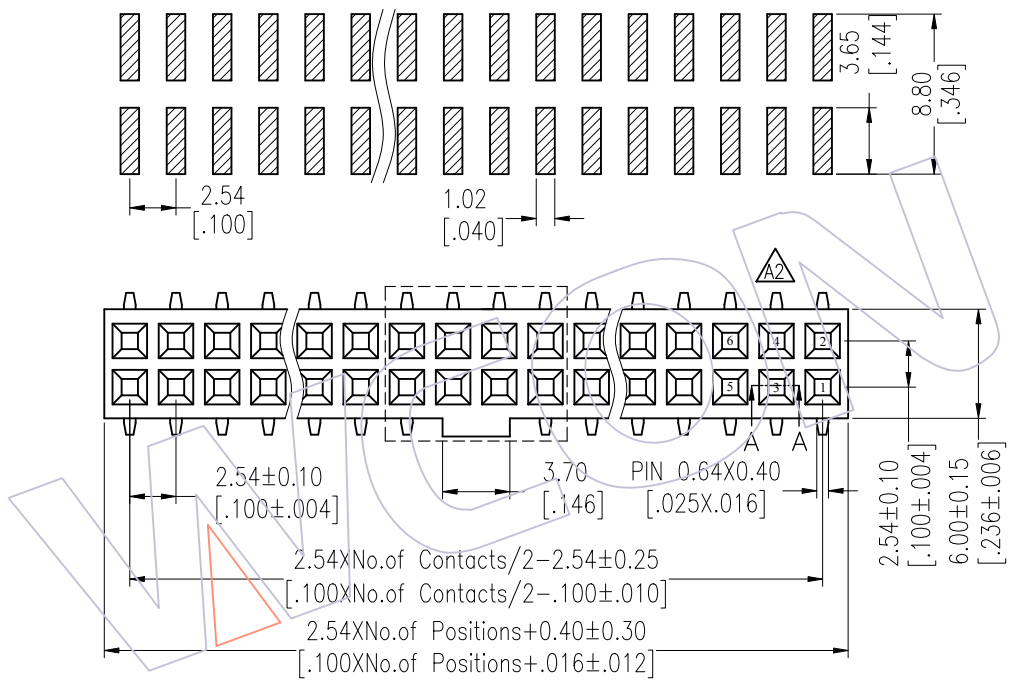 3.65
[.144]
8.80
[.346]
2.54
[.100]
1.02
[.040]
A2
6
4
2
5
3
1
A
A
2.54±0.10
[.100±.004]
3.70
[.146]
PIN 0.64X0.40
[.025X.016]
2.54±0.10
[.100±.004]
6.00±0.15
[.236±.006]
2.54XNo.of Contacts/2-2.54±0.25
[.100XNo.of Contacts/2-.100±.010]
2.54XNo.of Positions+0.40±0.30
[.100XNo.of Positions+.016±.012]
WCON